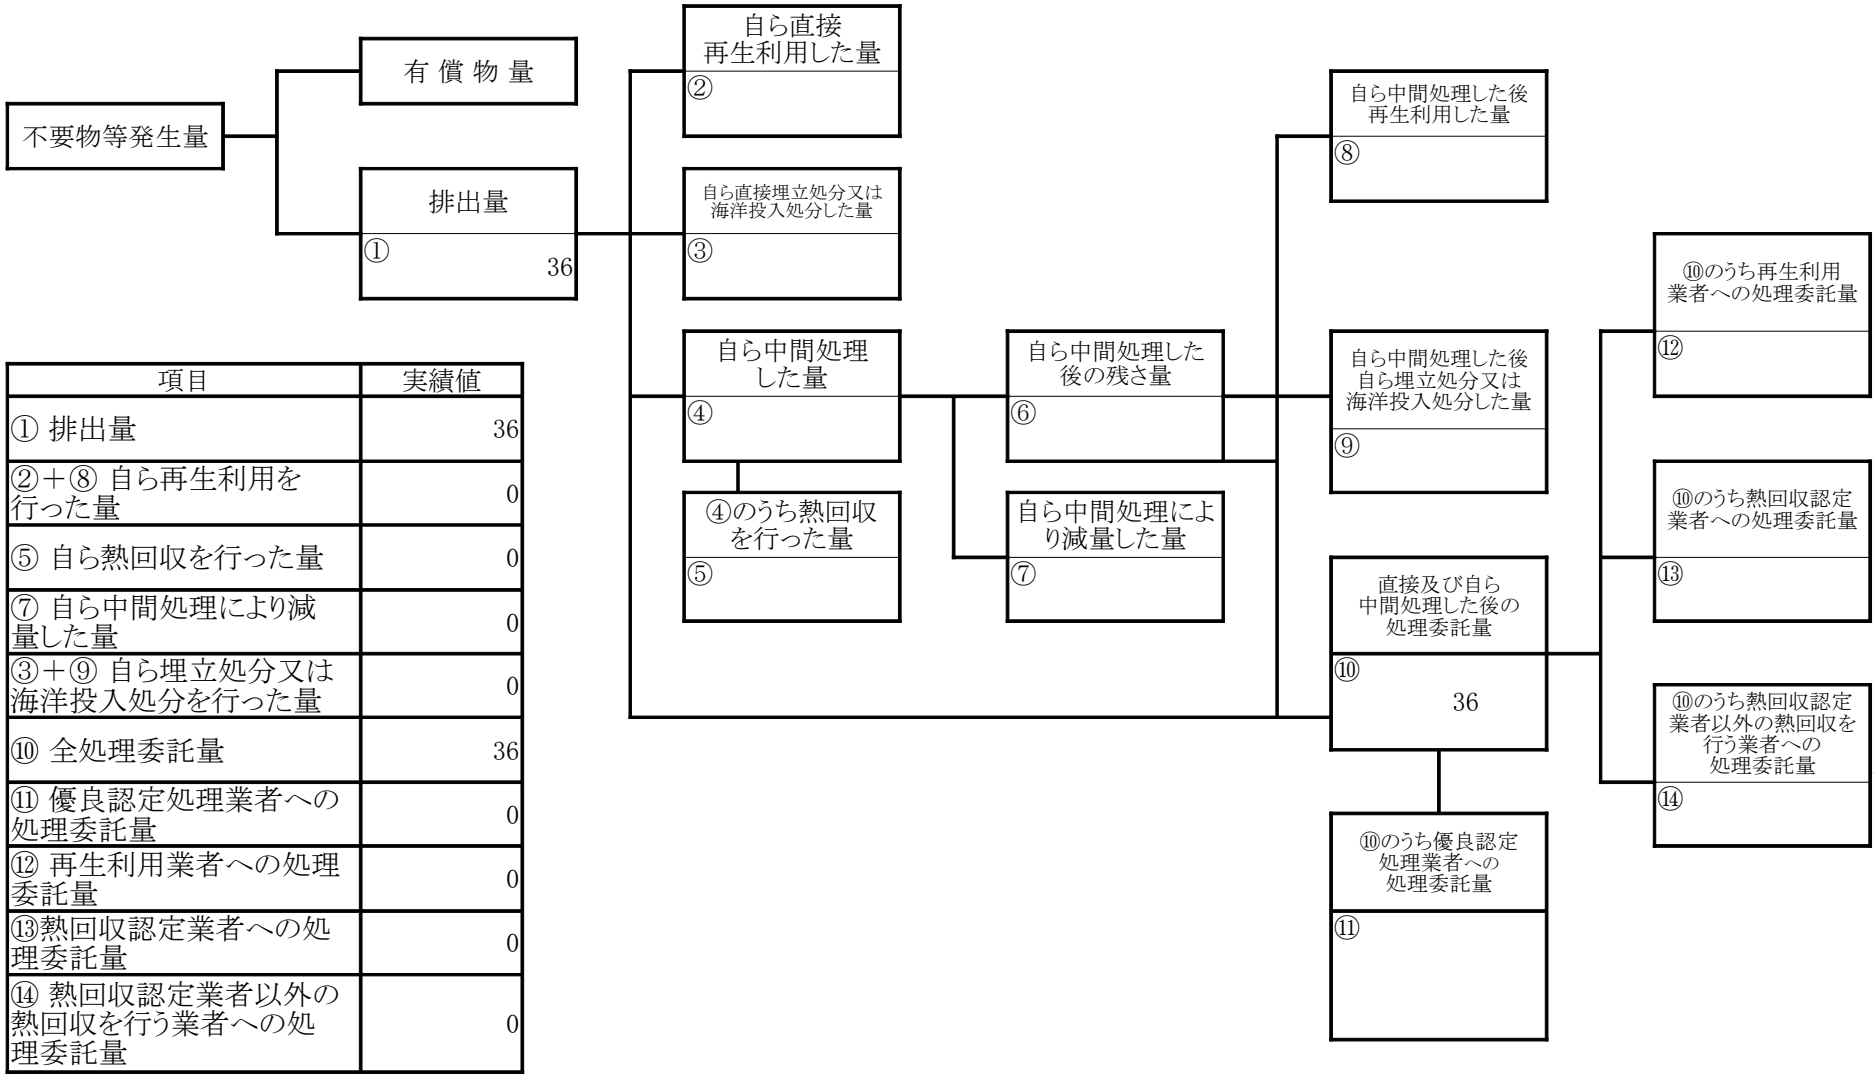 不要物等発生量
有 償 物 量
排出量
①
36
自ら直接
再生利用した量
②
自ら直接埋立処分又は
海洋投入処分した量
③
自ら中間処理
した量
④
④のうち熱回収
を行った量
⑤
自ら中間処理した
後の残さ量
⑥
自ら中間処理によ
り減量した量
⑦
自ら中間処理した後
再生利用した量
⑧
自ら中間処理した後
自ら埋立処分又は
海洋投入処分した量
⑨
直接及び自ら
中間処理した後の
処理委託量
⑩
36
⑩のうち優良認定
処理業者への
処理委託量
⑪
⑩のうち再生利用
業者への処理委託量
⑫
⑩のうち熱回収認定
業者への処理委託量
⑬
⑩のうち熱回収認定
業者以外の熱回収を
行う業者への
処理委託量
⑭
項目 実績値
① 排出量 36
②＋⑧ 自ら再生利用を
行った量 0
⑤ 自ら熱回収を行った量 0
⑦ 自ら中間処理により減
量した量 0
③＋⑨ 自ら埋立処分又は
海洋投入処分を行った量 0
⑩ 全処理委託量 36
⑪ 優良認定処理業者への
処理委託量 0
⑫ 再生利用業者への処理
委託量 0
⑬熱回収認定業者への処
理委託量 0
⑭ 熱回収認定業者以外の
熱回収を行う業者への処
理委託量 0